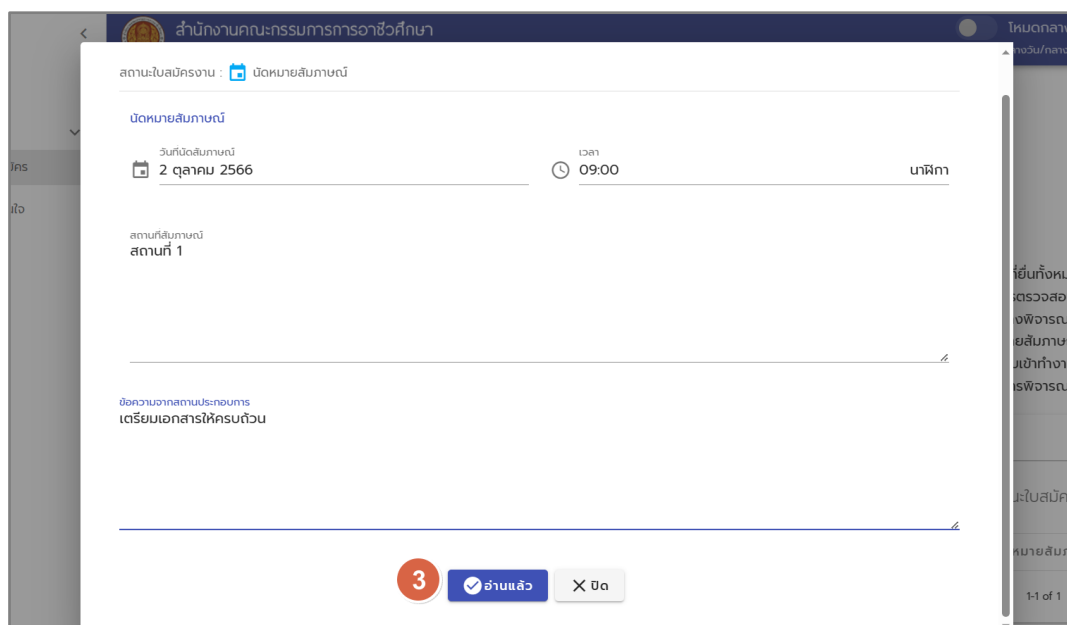 สำนักงานคณะกรรมการการอาชีวศึกษา
สถานะใบสมัครงาน : นัดหมายสัมภาษณ์
นัดหมายสัมภาษณ์
วันที่นัดสัมภาษณ์
2 ตุลาคม 2566
เวลา
09:00 นาฬิกา
สถานที่สัมภาษณ์
สถานที่ 1
ข้อความจากสถานประกอบการ
เตรียมเอกสารให้ครบถ้วน
3 อ่านแล้ว ปิด
1-1 of 1